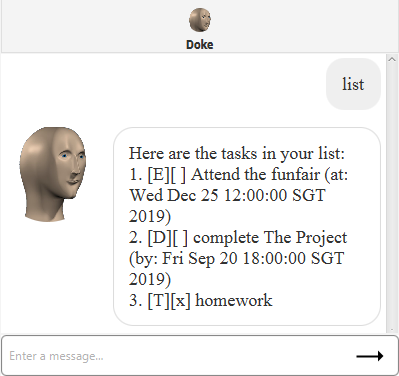 Doke
list
Here are the tasks in your list:
1. [E][ ] Attend the funfair (at:
Wed Dec 25 12:00:00 SGT
2019)
2. [D][ ] complete The Project
(by: Fri Sep 20 18:00:00 SGT
2019)
3. [T][x] homework
Enter a message...